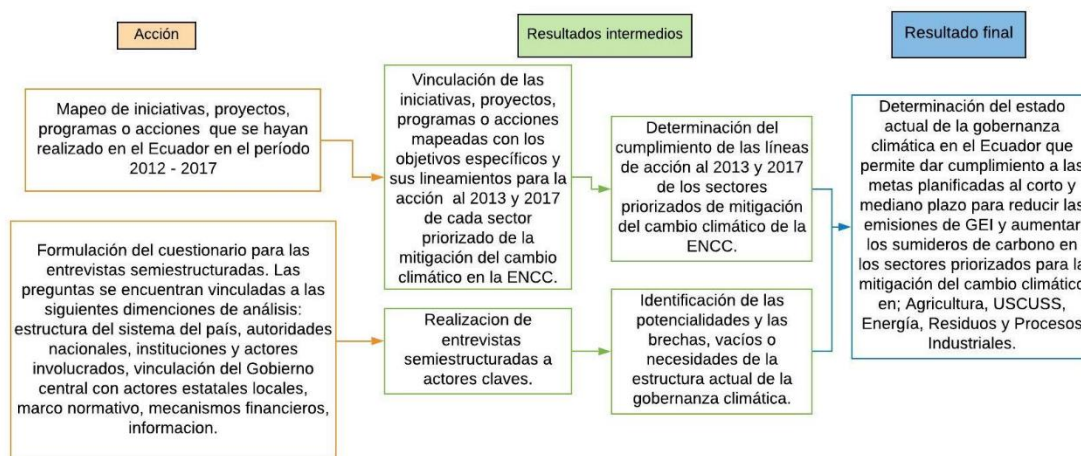 Acción
Resultados intermedios
Resultado final
Mapeo de iniciativas, proyectos,
programas o acciones que se hayan
realizado en el Ecuador en el período
2012 - 2017
Vinculación de las
iniciativas, proyectos,
programas o acciones
mapeadas con los
objetivos específicos y
sus lineamientos para la
acción al 2013 y 2017
de cada sector
priorizado de la
mitigación del cambio
climático en la ENCC.
Determinación del
cumplimiento de las líneas
de acción al 2013 y 2017
de los sectores
priorizados de mitigación
del cambio climático de la
ENCC.
Determinación del estado
actual de la gobernanza
climática en el Ecuador que
permite dar cumplimiento a las
metas planificadas al corto y
mediano plazo para reducir las
emisiones de GEI y aumentar
los sumideros de carbono en
los sectores priorizados para la
mitigación del cambio climático
en; Agricultura, USCUSS,
Energía, Residuos y Procesos
Industriales.
Formulación del cuestionario para las
entrevistas semiestructuradas. Las
preguntas se encuentran vinculadas a las
siguientes dimenciones de análisis:
estructura del sistema del país, autoridades
nacionales, instituciones y actores
involucrados, vinculación del Gobierno
central con actores estatales locales,
marco normativo, mecanismos financieros,
informacion.
Realizacion de
entrevistas
semiestructuradas a
actores claves.
Identificación de las
potencialidades y las
brechas, vacíos o
necesidades de la
estructura actual de la
gobernanza climática.